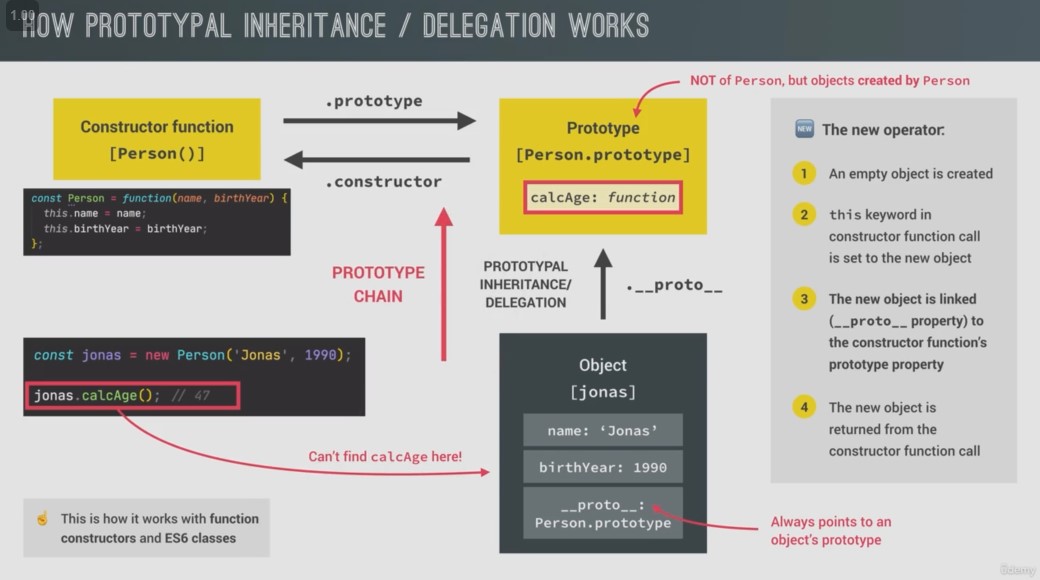 1.00
HOW PROTOTYPAL INHERITANCE / DELEGATION WORKS
NOT of Person, but objects created by Person
Constructor function
[Person()]
.prototype
.constructor
Prototype
[Person.prototype]
calcAge: function
const Person = function(name, birthYear) {
this.name = name;
this.birthYear = birthYear;
};
PROTOTYPE
CHAIN
PROTOTYPAL
INHERITANCE/
DELEGATION
.__proto__
const jonas = new Person('Jonas', 1990);
jonas.calcAge(); // 47
Can't find calcAge here!
Object
[jonas]
name: ‘Jonas’
birthYear: 1990
__proto__:
Person.prototype
Always points to an
object's prototype
☝ This is how it works with function
constructors and ES6 classes
NEW The new operator:
1 An empty object is created
2 this keyword in
constructor function call
is set to the new object
3 The new object is linked
(__proto__ property) to
the constructor function's
prototype property
4 The new object is
returned from the
constructor function call
ûdemy